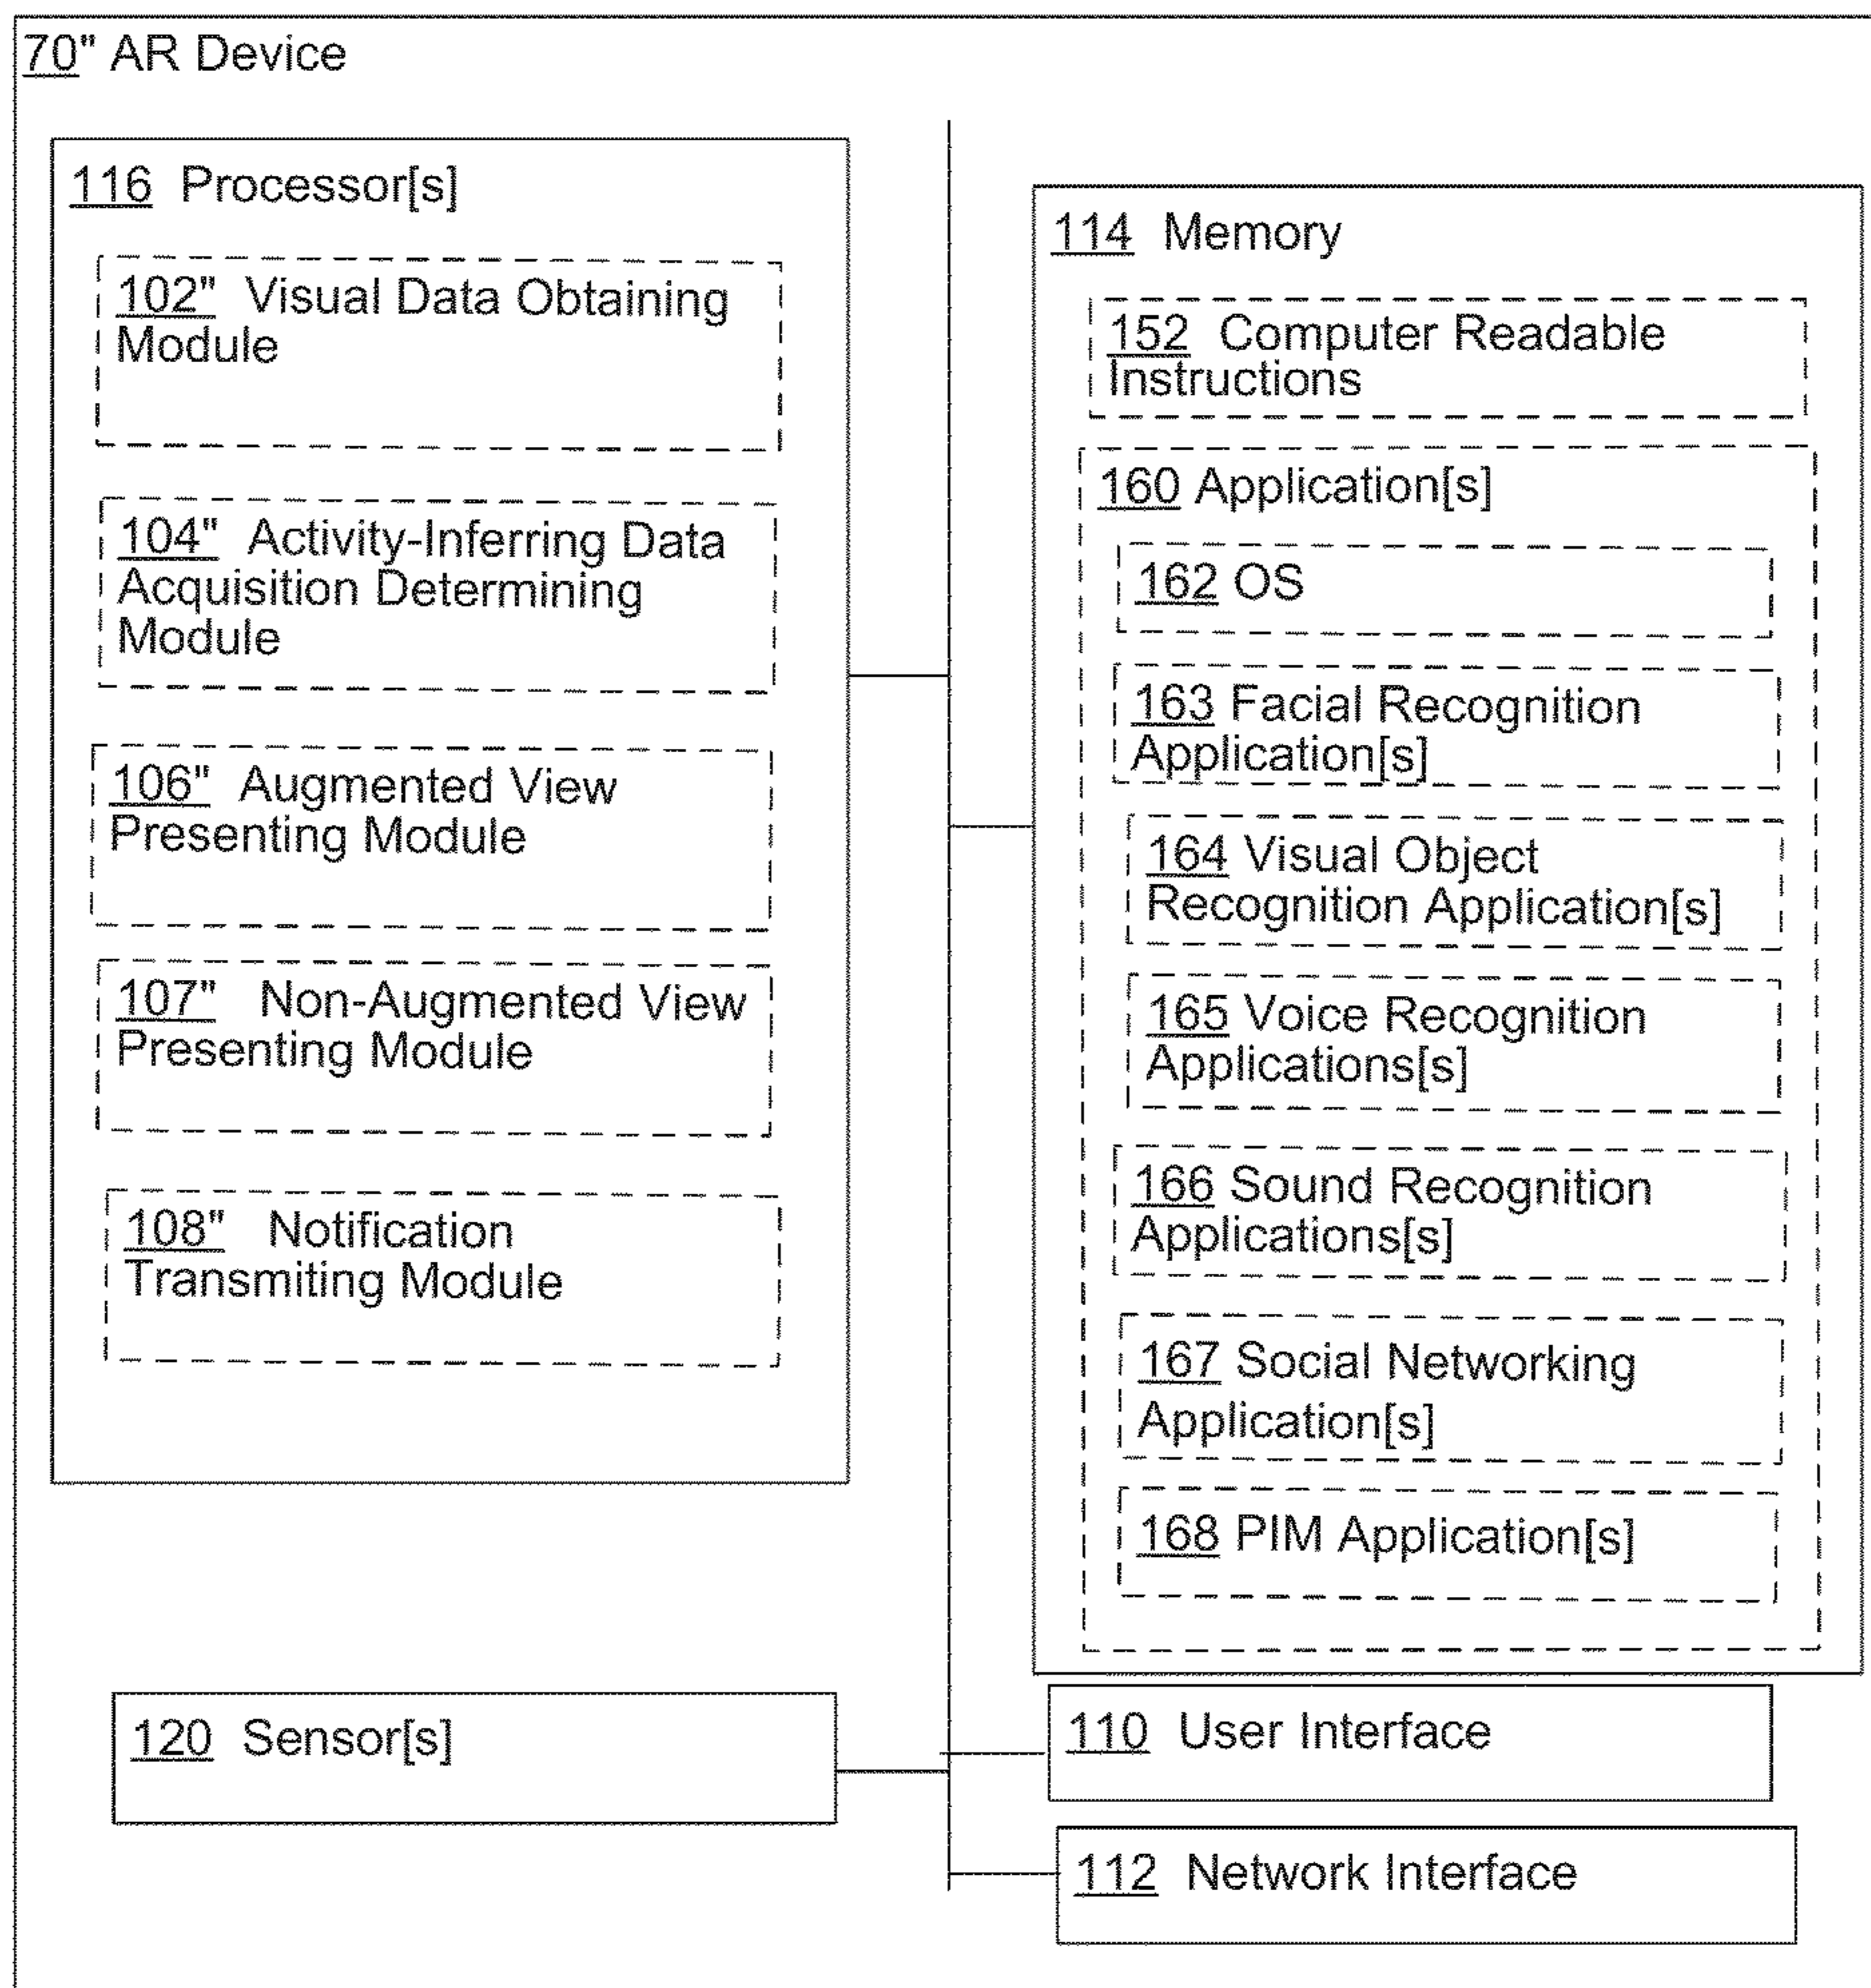 70" AR Device
116 Processor[s]
102" Visual Data Obtaining
Module
104" Activity-Inferring Data
Acquisition Determining
Module
106" Augmented View
Presenting Module
107" Non-Augmented View
Presenting Module
108" Notification
Transmiting Module
120 Sensor[s]
114 Memory
152 Computer Readable
Instructions
160 Application[s]
162 OS
163 Facial Recognition
Application[s]
164 Visual Object
Recognition Application[s]
165 Voice Recognition
Applications[s]
166 Sound Recognition
Applications[s]
167 Social Networking
Application[s]
168 PIM Application[s]
110 User Interface
112 Network Interface